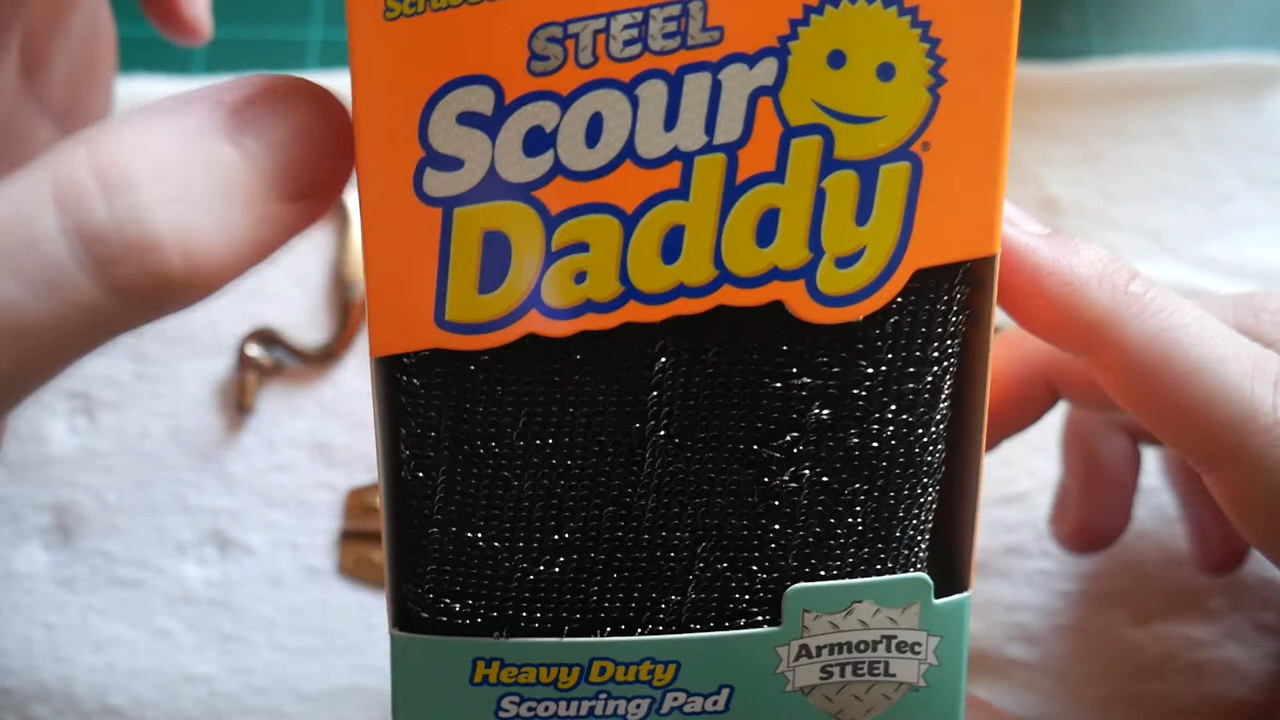 STEEL
Scour
Daddy®
ArmorTec
STEEL
Heavy Duty
Scouring Pad